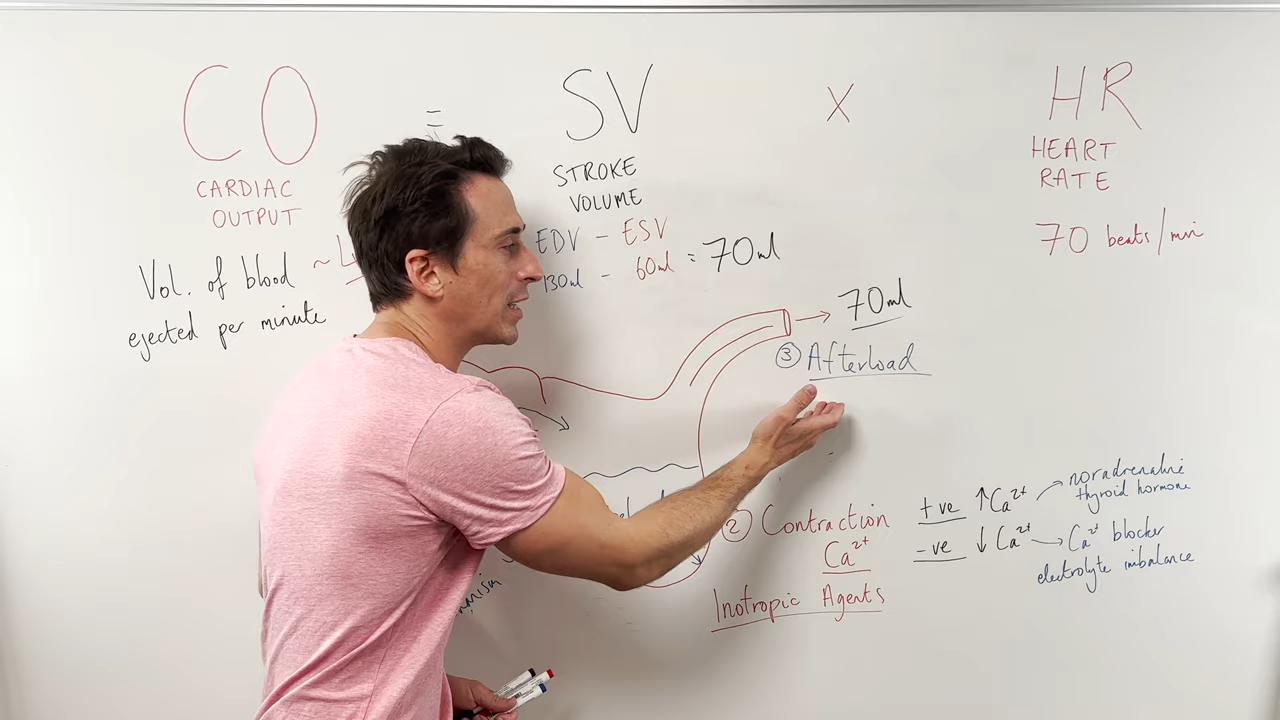 CO = SV X HR
CARDIAC OUTPUT
STROKE VOLUME
HEART RATE
Vol. of blood ~
ejected per minute
EDV - ESV
130ml - 60ml = 70ml
70 beats/min
70ml
③ Afterload
② Contraction
Ca²⁺
Inotropic Agents
+ve ↑Ca²⁺
noradrenaline
thyroid hormone
-ve ↓Ca²⁺
Ca²⁺ blocker
electrolyte imbalance